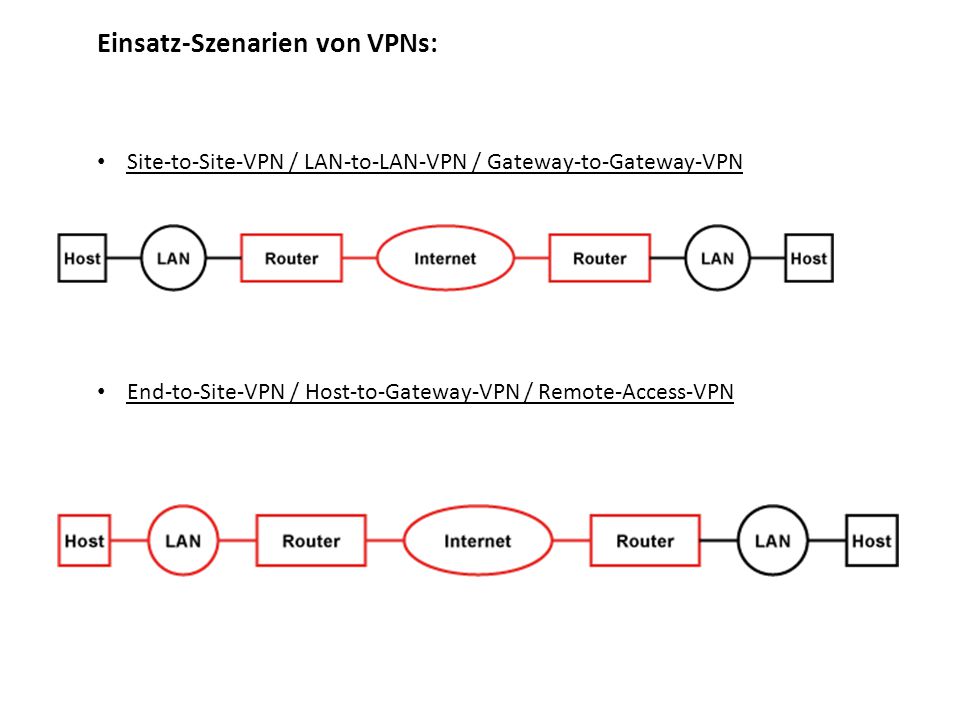 Einsatz-Szenarien von VPNs:
• Site-to-Site-VPN / LAN-to-LAN-VPN / Gateway-to-Gateway-VPN
Host LAN Router Internet Router LAN Host
• End-to-Site-VPN / Host-to-Gateway-VPN / Remote-Access-VPN
Host LAN Router Internet Router LAN Host